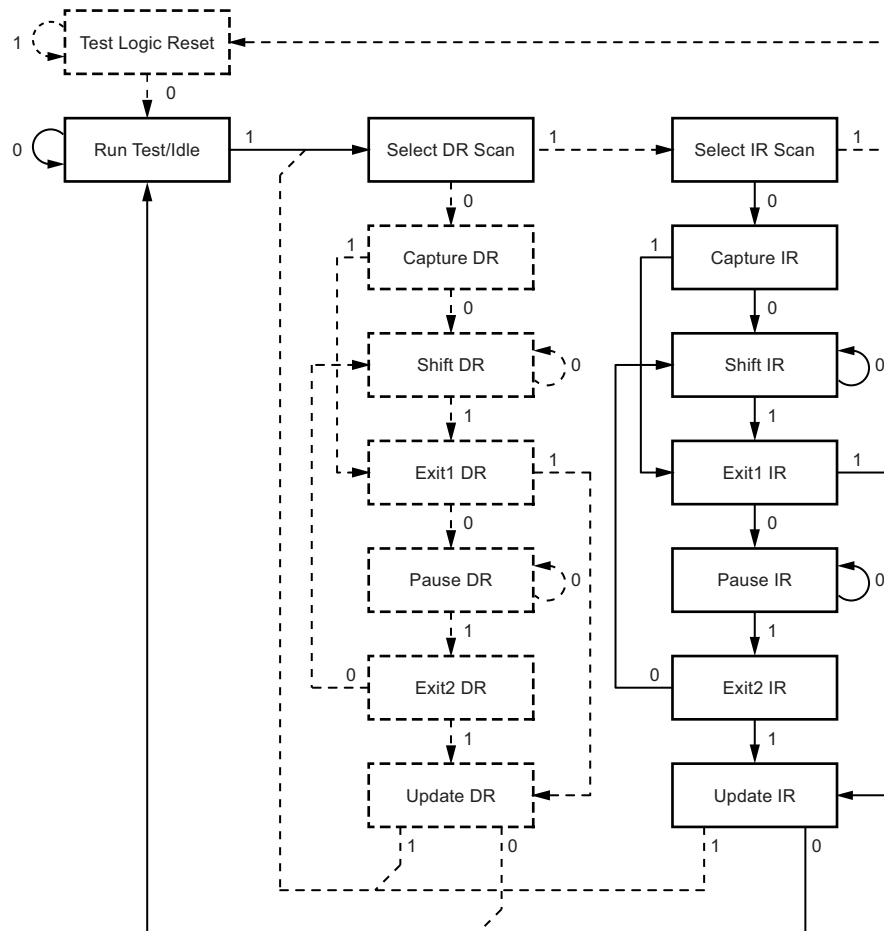 Test Logic Reset
1
0
Run Test/Idle
0
1
Select DR Scan
1
Select IR Scan
1
0
0
Capture DR
1
Capture IR
1
0
0
Shift DR
0
Shift IR
0
1
1
Exit1 DR
1
Exit1 IR
1
0
0
Pause DR
0
Pause IR
0
1
1
Exit2 DR
0
Exit2 IR
0
1
1
Update DR
Update IR
1
0
1
0